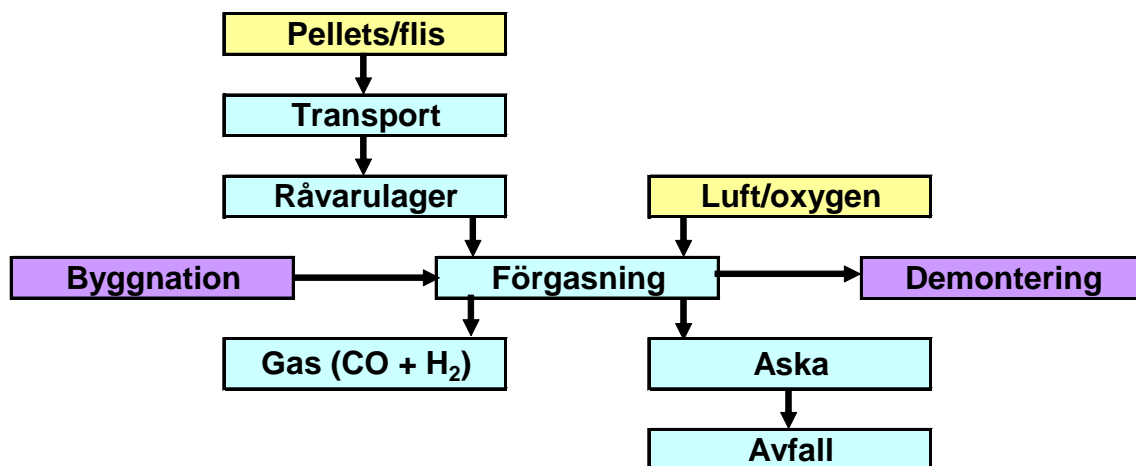 Pellets/flis
Transport
Råvarulager
Luft/oxygen
Byggnation
Förgasning
Demontering
Gas (CO + H₂)
Aska
Avfall